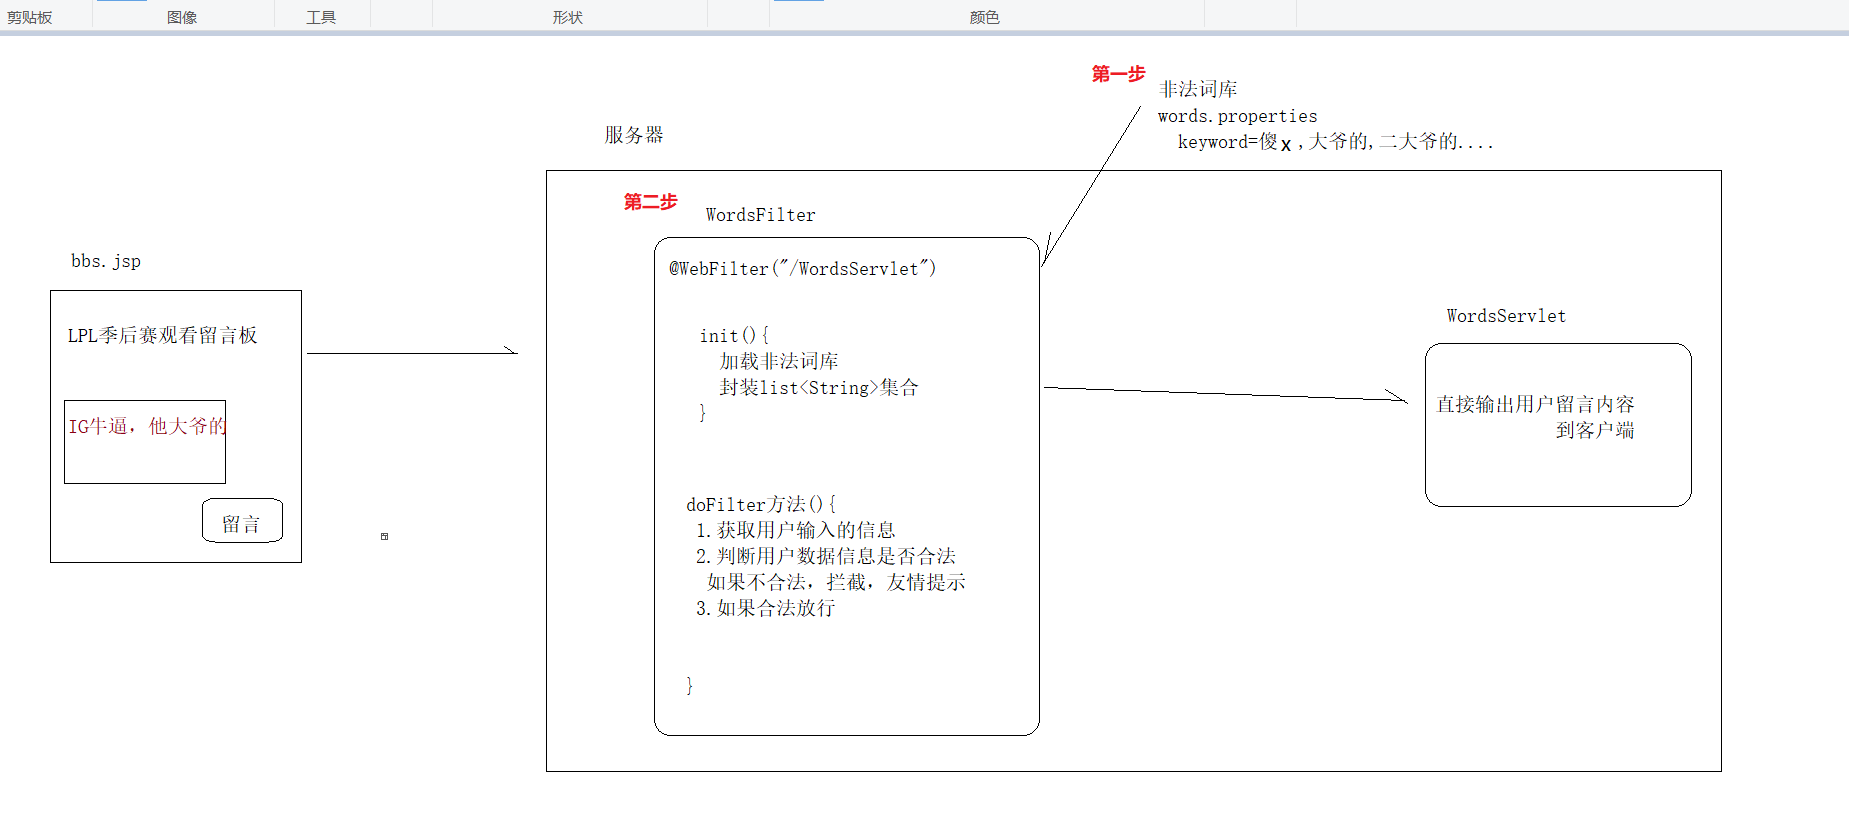 剪贴板
图像
工具
形状
颜色
第一步
非法词库
words.properties
keyword=傻x,大爷的,二大爷的....
服务器
第二步
WordsFilter
@WebFilter("/WordsServlet")
init(){
加载非法词库
封装list<String>集合
}
doFilter方法(){
1.获取用户输入的信息
2.判断用户数据信息是否合法
如果不合法，拦截，友情提示
3.如果合法放行
}
bbs.jsp
LPL季后赛观看留言板
IG牛逼，他大爷的
留言
WordsServlet
直接输出用户留言内容
到客户端